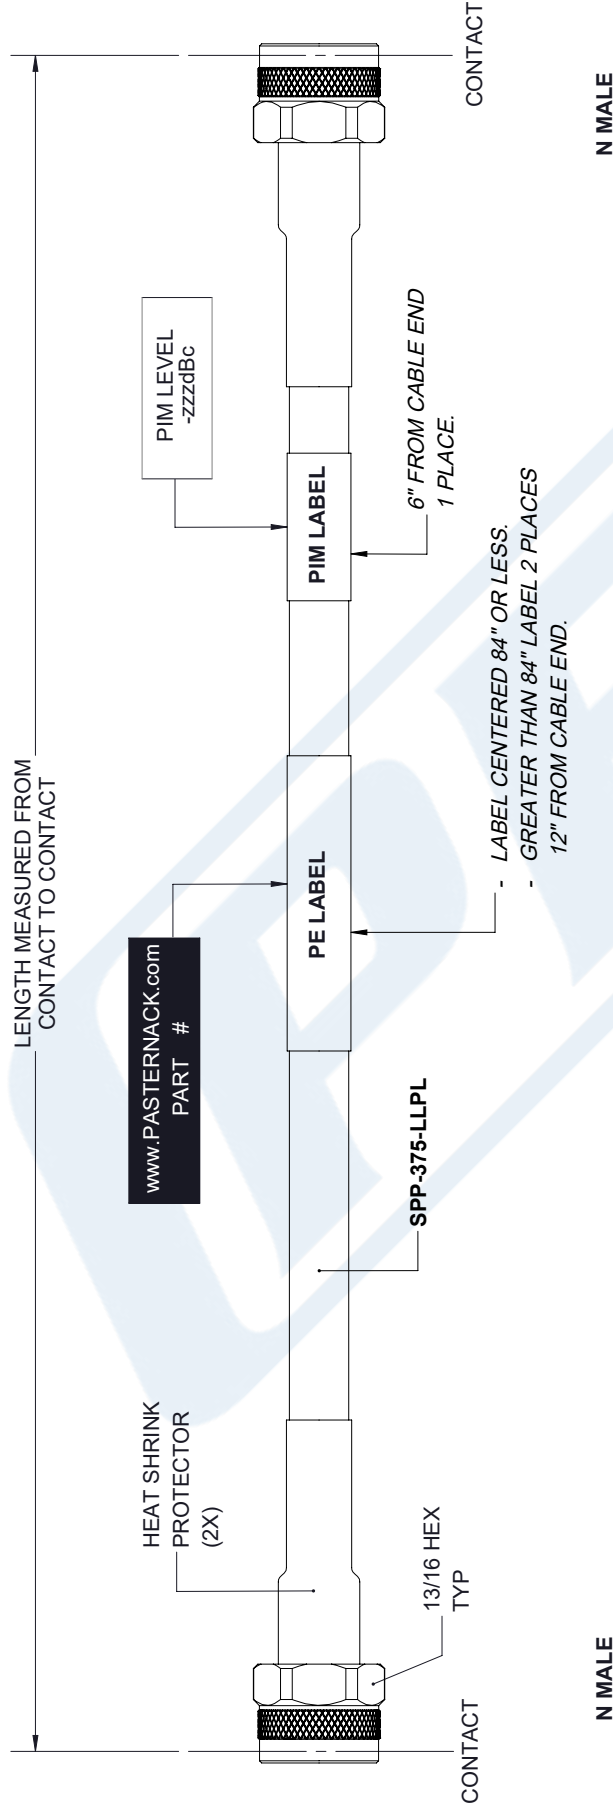 LENGTH MEASURED FROM
CONTACT TO CONTACT
www.PASTERNACK.com
PART #
PIM LEVEL
-zzzdBc
HEAT SHRINK
PROTECTOR
(2X)
PE LABEL
PIM LABEL
13/16 HEX
TYP
SPP-375-LLPL
- LABEL CENTERED 84" OR LESS.
- GREATER THAN 84" LABEL 2 PLACES
12" FROM CABLE END.
6" FROM CABLE END
1 PLACE.
CONTACT
CONTACT
N MALE
N MALE